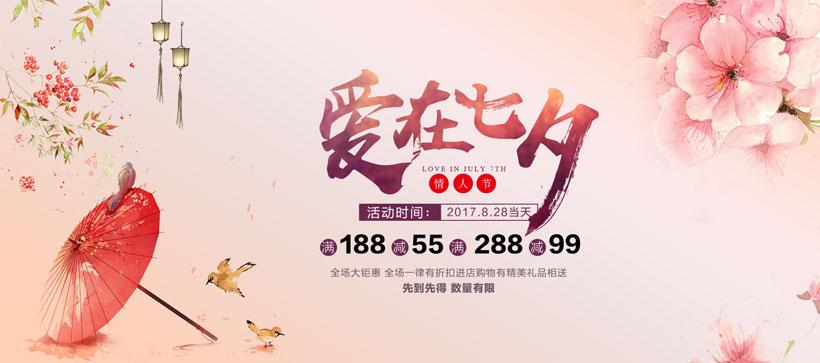 爱在七夕
LOVE IN JULY 7TH
情人节
活动时间: 2017.8.28当天
满188减55满288减99
全场大钜惠 全场一律有折扣进店购物有精美礼品相送
先到先得 数量有限